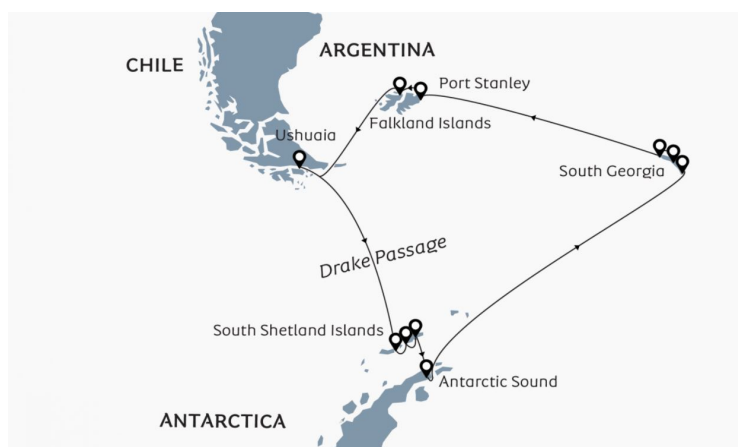 ARGENTINA
CHILE
Port Stanley
Falkland Islands
Ushuaia
South Georgia
Drake Passage
South Shetland Islands
Antarctic Sound
ANTARCTICA